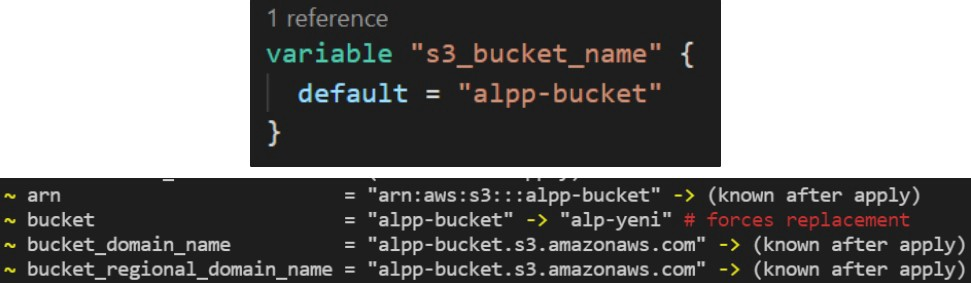 1 reference
variable "s3_bucket_name" {
default = "alpp-bucket"
}
~ arn = "arn:aws:s3:::alpp-bucket" -> (known after apply)
~ bucket = "alpp-bucket" -> "alp-yeni" # forces replacement
~ bucket_domain_name = "alpp-bucket.s3.amazonaws.com" -> (known after apply)
~ bucket_regional_domain_name = "alpp-bucket.s3.amazonaws.com" -> (known after apply)